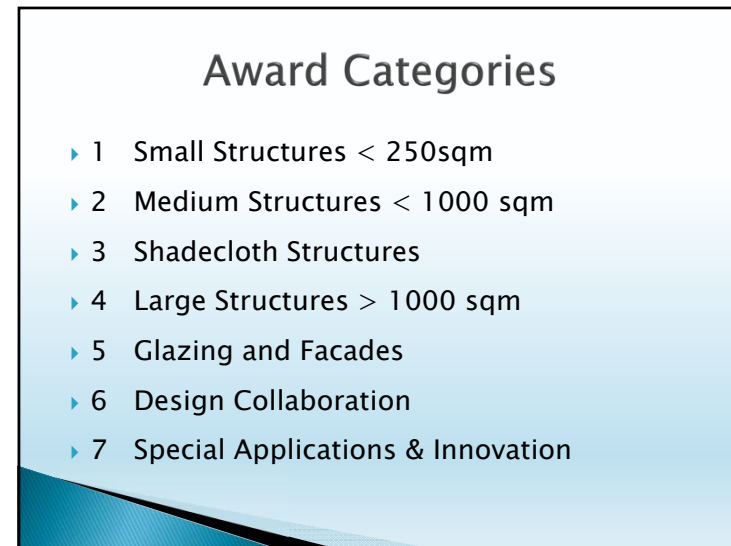 Award Categories
1 Small Structures < 250sqm
2 Medium Structures < 1000 sqm
3 Shadecloth Structures
4 Large Structures > 1000 sqm
5 Glazing and Facades
6 Design Collaboration
7 Special Applications & Innovation